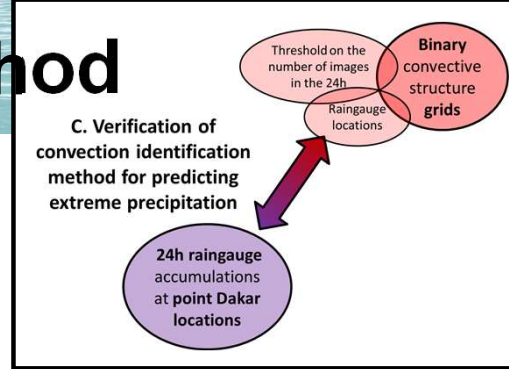 hod
Threshold on the
number of images
in the 24h
Binary
convective
structure
grids
Raingauge
locations
C. Verification of
convection identification
method for predicting
extreme precipitation
24h raingauge
accumulations
at point Dakar
locations